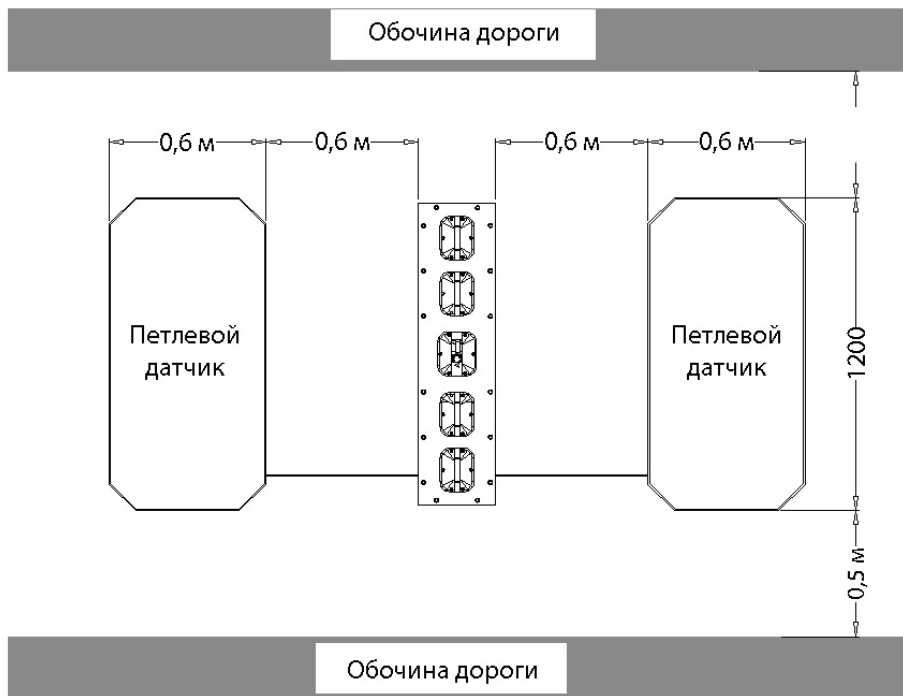 Обочина дороги
0,6 м
0,6 м
0,6 м
0,6 м
Петлевой
датчик
Петлевой
датчик
1200
0,5 м
Обочина дороги